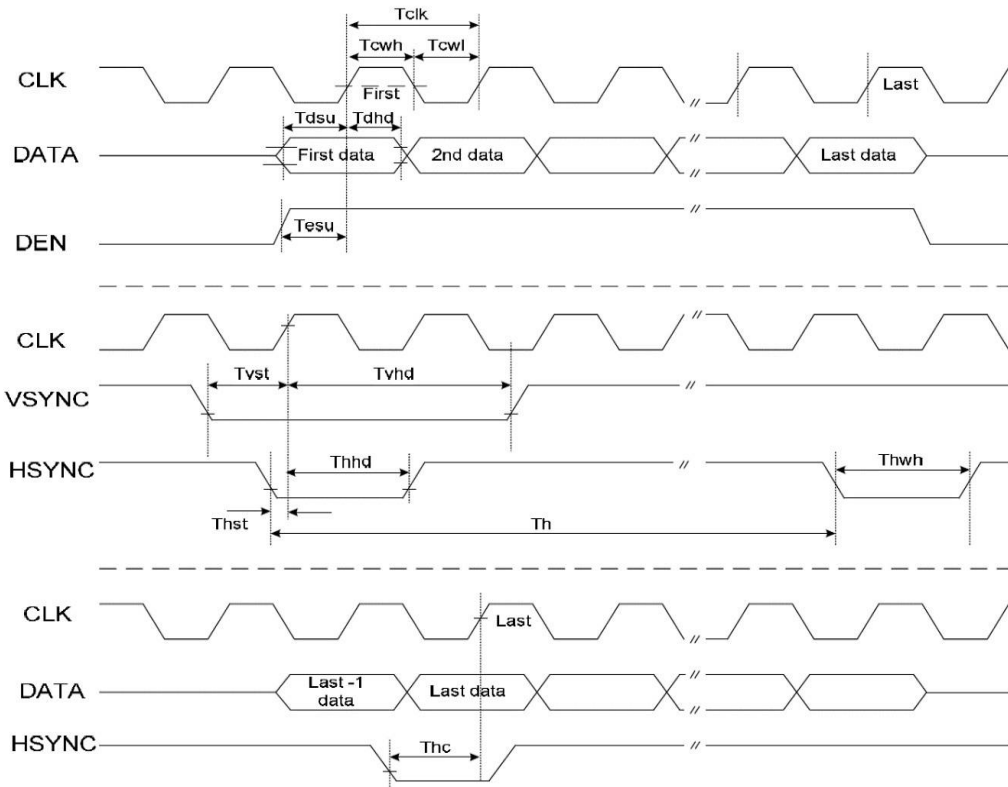 Tclk
Tcwh Tcwl
CLK First Last
Tdsu Tdhd
DATA First data 2nd data Last data
DEN Tesu
CLK
Tvst Tvhd
VSYNC
HSYNC Thhd Thwh
Thst Th
CLK Last
DATA Last -1 Last data
data
HSYNC Thc